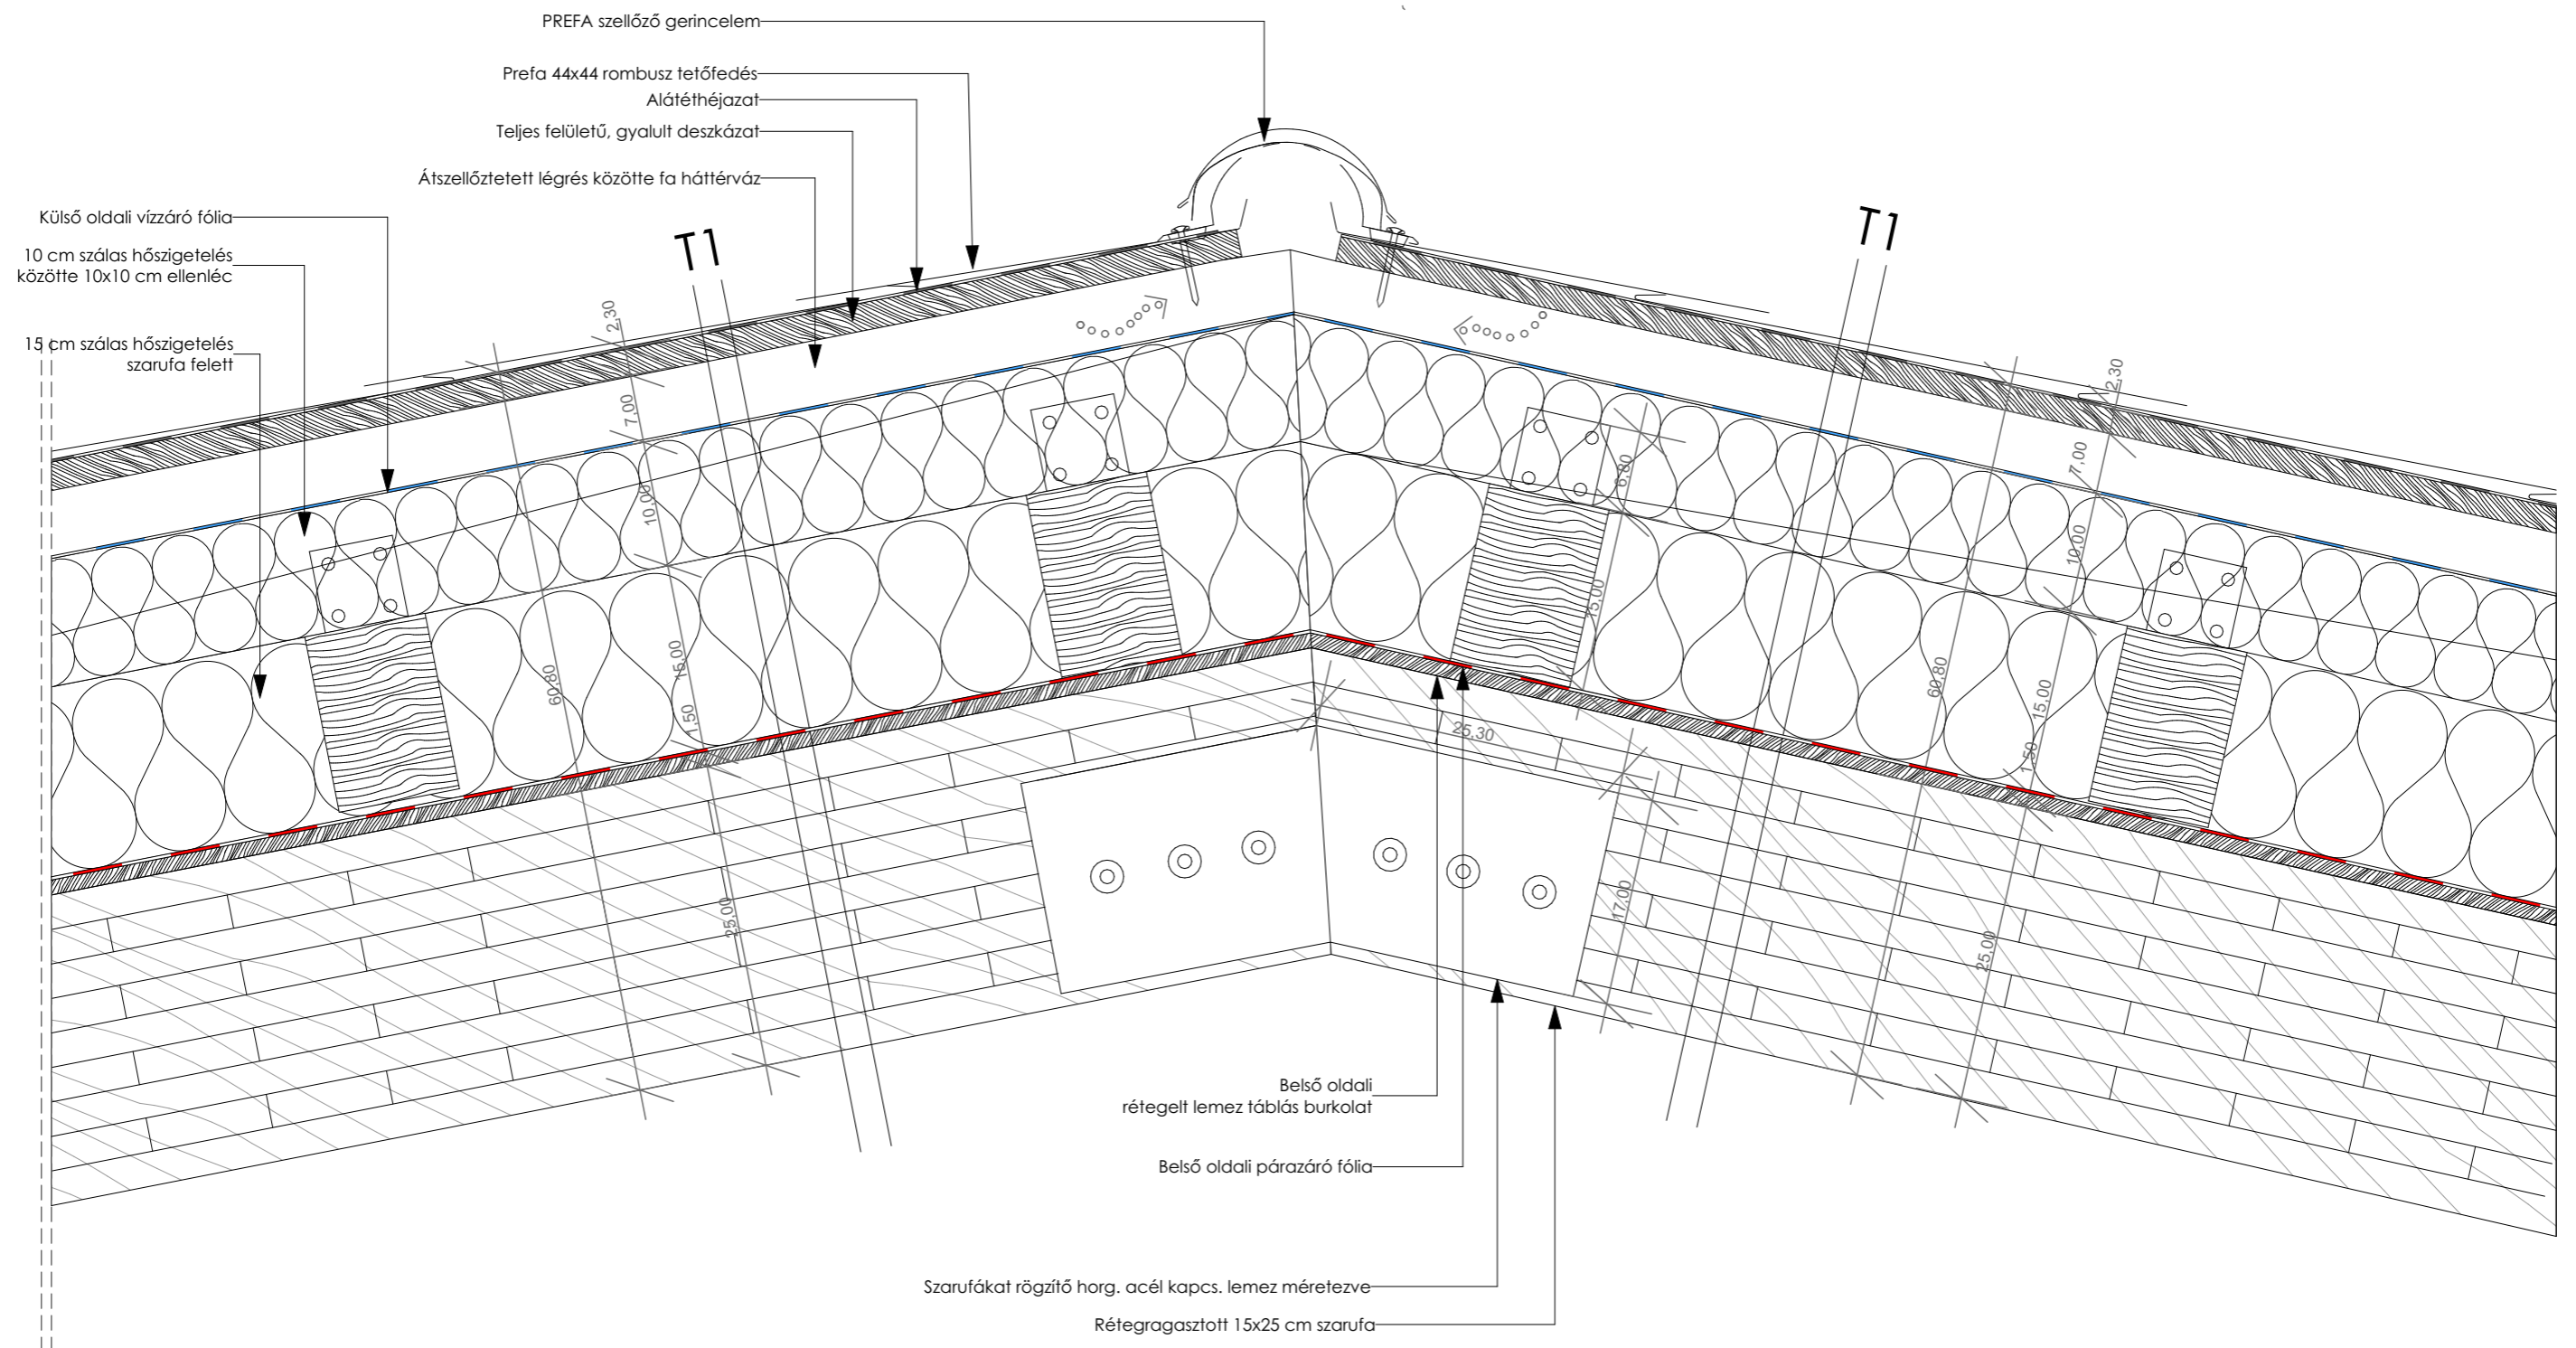 PREFA szellőző gerincelem
Prefa 44x44 rombusz tetőfedés
Alátéthéjazat
Teljes felületű, gyalult deszkázat
Átszellőztetett légrés közötte fa háttérváz
Külső oldali vízzáró fólia
10 cm szálas hőszigetelés
közötte 10x10 cm ellenléc
15 cm szálas hőszigetelés
szarufa felett
T1
T1
2,30
7,00
10,00
15,00
1,50
25,00
60,80
2,30
7,00
10,00
15,00
1,50
25,00
60,80
6,80
15,00
25,30
17,00
Belső oldali
rétegelt lemez táblás burkolat
Belső oldali párazáró fólia
Szarufákat rögzítő horg. acél kapcs. lemez méretezve
Rétegragasztott 15x25 cm szarufa